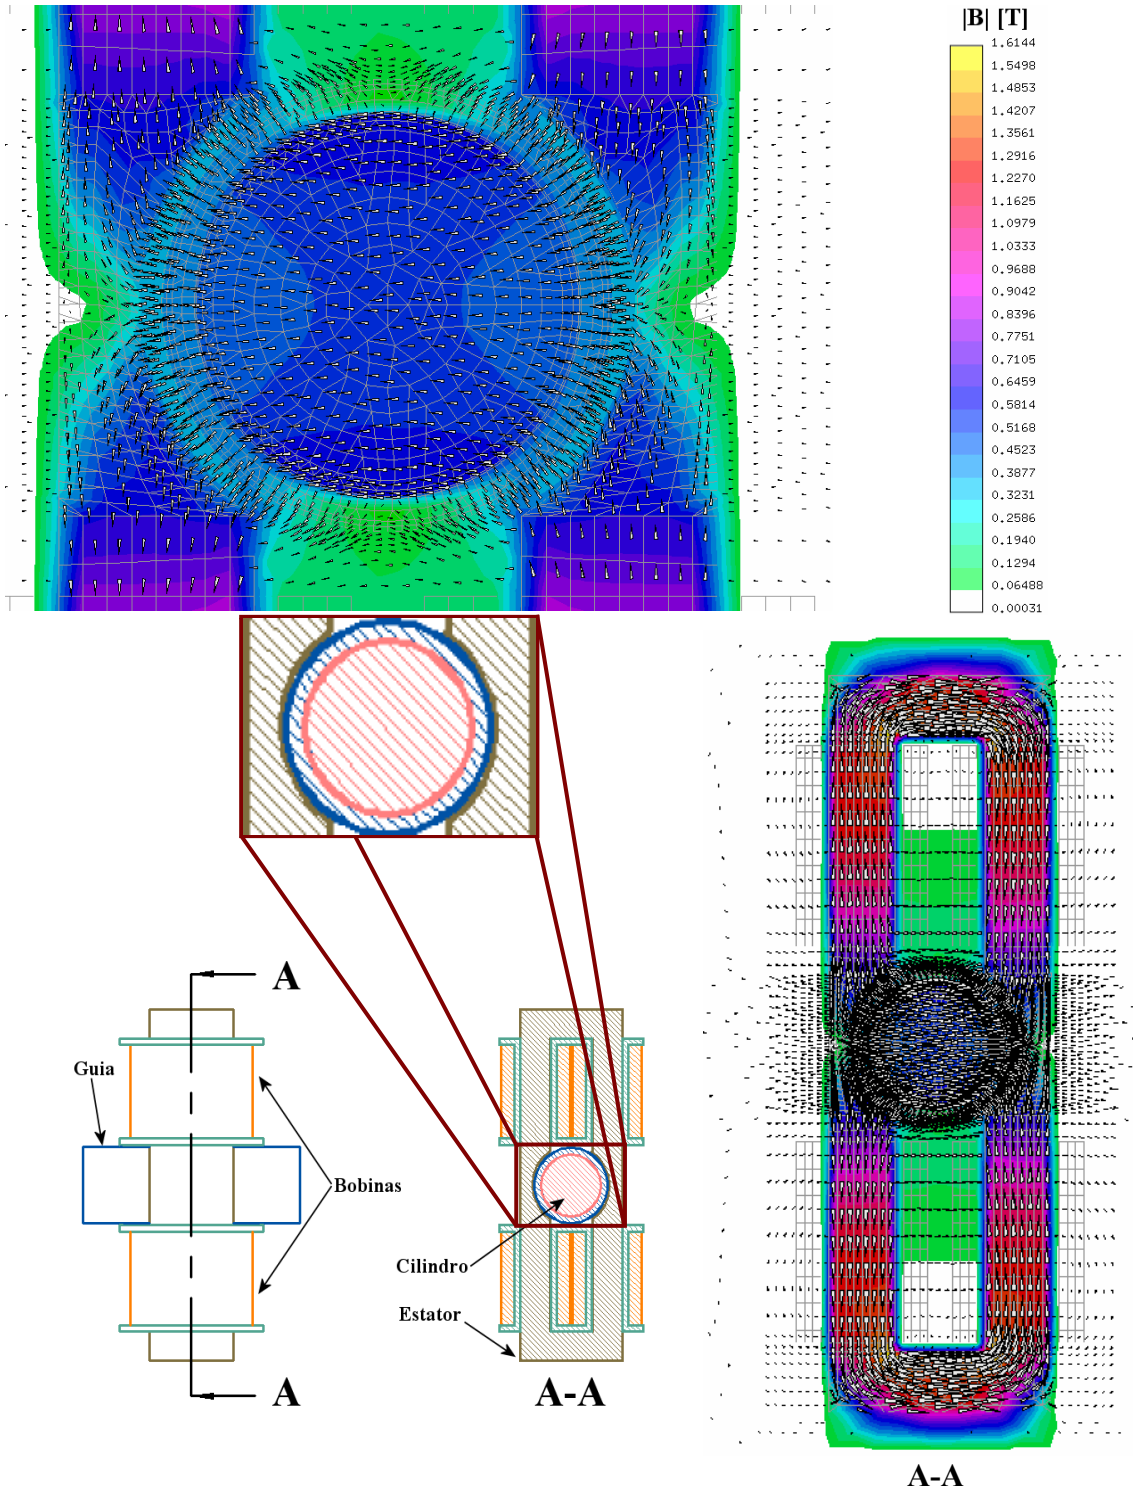 |B| [T]
1.6144
1.5498
1.4853
1.4207
1.3561
1.2916
1.2270
1.1625
1.0979
1.0333
0.9688
0.9042
0.8396
0.7751
0.7105
0.6459
0.5814
0.5168
0.4523
0.3877
0.3231
0.2586
0.1940
0.1294
0.06488
0.00031
A
Guia
Bobinas
Cilindro
Estator
A
A-A
A-A